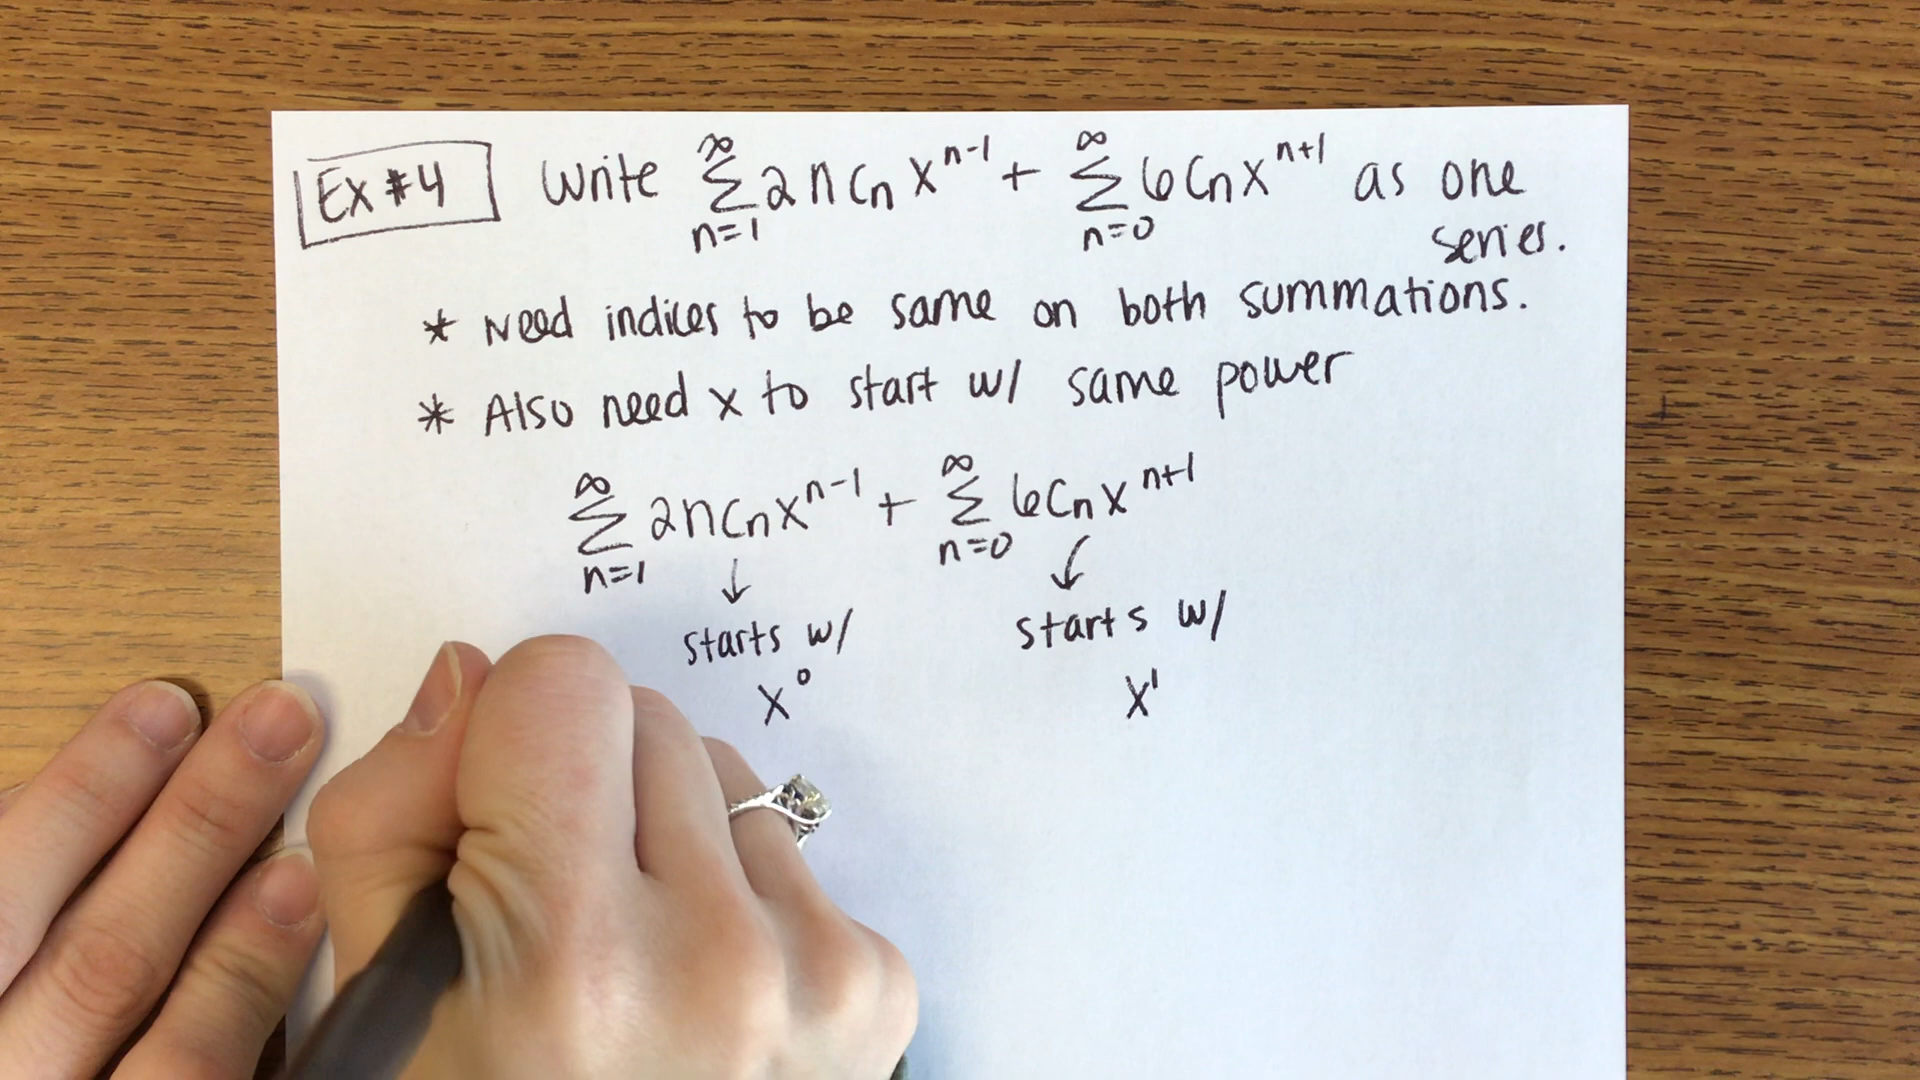 Ex #4 Write ∞ Σ n=1 2nCₙxⁿ⁻¹ + ∞ Σ n=0 6Cₙxⁿ⁺¹ as one
series.
* Need indices to be same on both summations.
* Also need x to start w/ same power
∞ Σ n=1 2nCₙxⁿ⁻¹ + ∞ Σ n=0 6Cₙxⁿ⁺¹
↓ ↓
starts w/ starts w/
x⁰ x¹